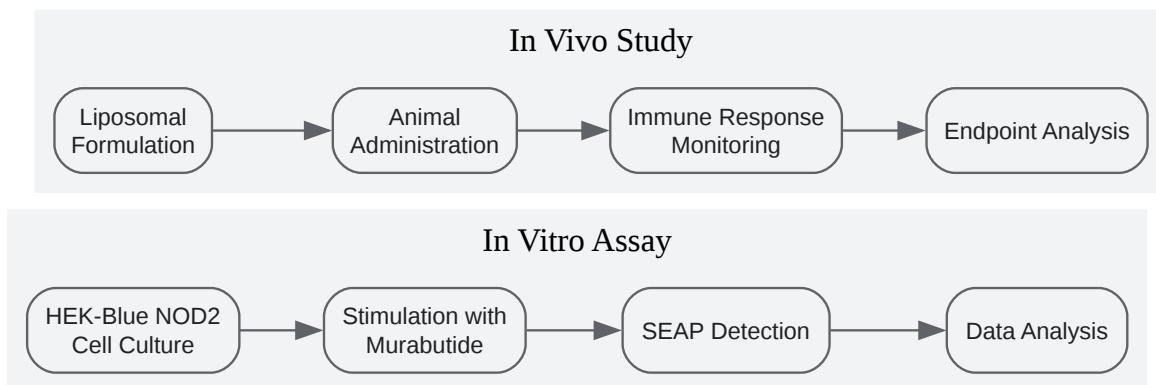 In Vivo Study
Liposomal
Formulation
Animal
Administration
Immune Response
Monitoring
Endpoint Analysis
In Vitro Assay
HEK-Blue NOD2
Cell Culture
Stimulation with
Murabutide
SEAP Detection
Data Analysis